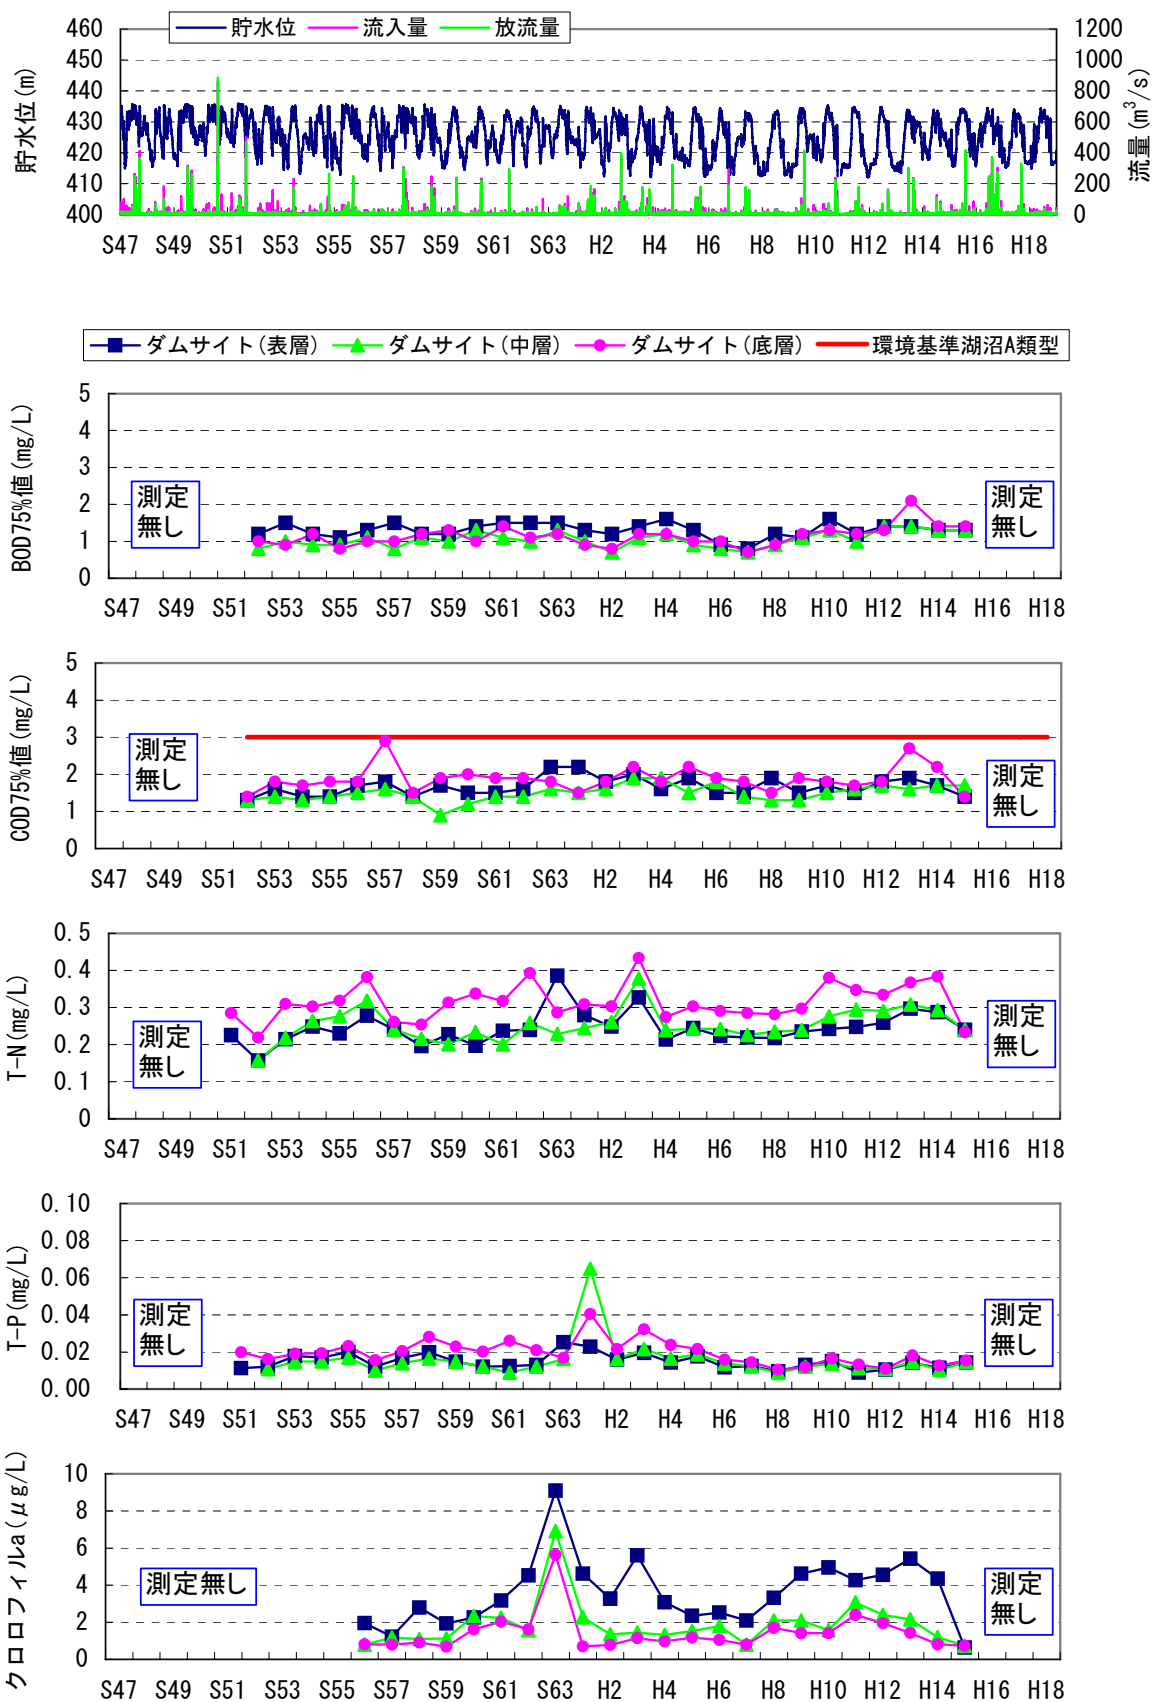 貯水位 流入量 放流量
貯水位(m)
460
450
440
430
420
410
400
1200
1000
800
600
400
200
0
流量(m³/s)
S47 S49 S51 S53 S55 S57 S59 S61 S63 H2 H4 H6 H8 H10 H12 H14 H16 H18
ダムサイト(表層) ダムサイト(中層) ダムサイト(底層) 環境基準湖沼A類型
BOD75%値(mg/L)
5
4
3
2
1
0
測定
無し
測定
無し
S47 S49 S51 S53 S55 S57 S59 S61 S63 H2 H4 H6 H8 H10 H12 H14 H16 H18
COD75%値(mg/L)
5
4
3
2
1
0
測定
無し
測定
無し
S47 S49 S51 S53 S55 S57 S59 S61 S63 H2 H4 H6 H8 H10 H12 H14 H16 H18
T-N(mg/L)
0.5
0.4
0.3
0.2
0.1
0
測定
無し
測定
無し
S47 S49 S51 S53 S55 S57 S59 S61 S63 H2 H4 H6 H8 H10 H12 H14 H16 H18
T-P(mg/L)
0.10
0.08
0.06
0.04
0.02
0.00
測定
無し
測定
無し
S47 S49 S51 S53 S55 S57 S59 S61 S63 H2 H4 H6 H8 H10 H12 H14 H16 H18
クロロフィルa(μg/L)
10
8
6
4
2
0
測定無し
測定
無し
S47 S49 S51 S53 S55 S57 S59 S61 S63 H2 H4 H6 H8 H10 H12 H14 H16 H18